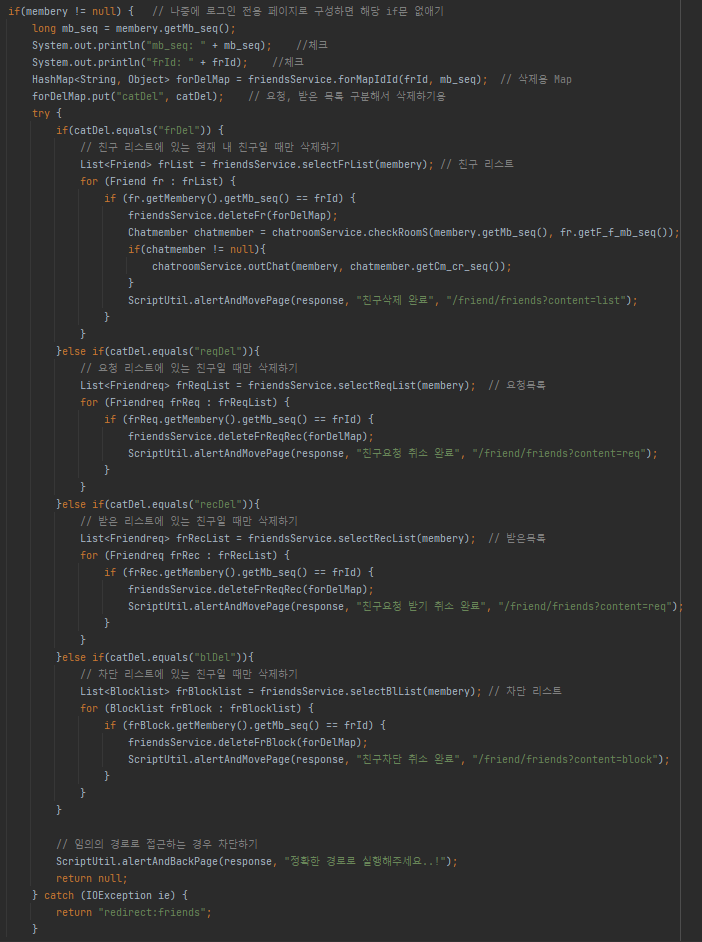 if(membery != null) {   // 나중에 로그인 전용 페이지로 구성하면 해당 if문 없애기
    long mb_seq = membery.getMb_seq();
    System.out.println("mb_seq: " + mb_seq);    //체크
    System.out.println("frId: " + frId);    //체크
    HashMap<String, Object> forDelMap = friendsService.forMapIdId(frId, mb_seq);  // 삭제용 Map
    forDelMap.put("catDel", catDel);    // 요청, 받은 목록 구분해서 삭제하기용
    try {
        if(catDel.equals("frDel")) {
            // 친구 리스트에 있는 현재 내 친구일 때만 삭제하기
            List<Friend> frList = friendsService.selectFrList(membery); // 친구 리스트
            for (Friend fr : frList) {
                if (fr.getMembery().getMb_seq() == frId) {
                    friendsService.deleteFr(forDelMap);
                    Chatmember chatmember = chatroomService.checkRoomS(membery.getMb_seq(), fr.getF_f_mb_seq());
                    if(chatmember != null){
                        chatroomService.outChat(membery, chatmember.getCm_cr_seq());
                    }
                    ScriptUtil.alertAndMovePage(response, "친구삭제 완료", "/friend/friends?content=list");
                }
            }
        }else if(catDel.equals("reqDel")){
            // 요청 리스트에 있는 친구일 때만 삭제하기
            List<Friendreq> frReqList = friendsService.selectReqList(membery);  // 요청목록
            for (Friendreq frReq : frReqList) {
                if (frReq.getMembery().getMb_seq() == frId) {
                    friendsService.deleteFrReqRec(forDelMap);
                    ScriptUtil.alertAndMovePage(response, "친구요청 취소 완료", "/friend/friends?content=req");
                }
            }
        }else if(catDel.equals("recDel")){
            // 받은 리스트에 있는 친구일 때만 삭제하기
            List<Friendreq> frRecList = friendsService.selectRecList(membery);  // 받은목록
            for (Friendreq frRec : frRecList) {
                if (frRec.getMembery().getMb_seq() == frId) {
                    friendsService.deleteFrReqRec(forDelMap);
                    ScriptUtil.alertAndMovePage(response, "친구요청 받기 취소 완료", "/friend/friends?content=req");
                }
            }
        }else if(catDel.equals("blDel")){
            // 차단 리스트에 있는 친구일 때만 삭제하기
            List<Blocklist> frBlocklist = friendsService.selectBlList(membery); // 차단 리스트
            for (Blocklist frBlock : frBlocklist) {
                if (frBlock.getMembery().getMb_seq() == frId) {
                    friendsService.deleteFrBlock(forDelMap);
                    ScriptUtil.alertAndMovePage(response, "친구차단 취소 완료", "/friend/friends?content=block");
                }
            }
        }

        // 임의의 경로로 접근하는 경우 차단하기
        ScriptUtil.alertAndBackPage(response, "정확한 경로로 실행해주세요..!");
        return null;
    } catch (IOException ie) {
        return "redirect:friends";
    }